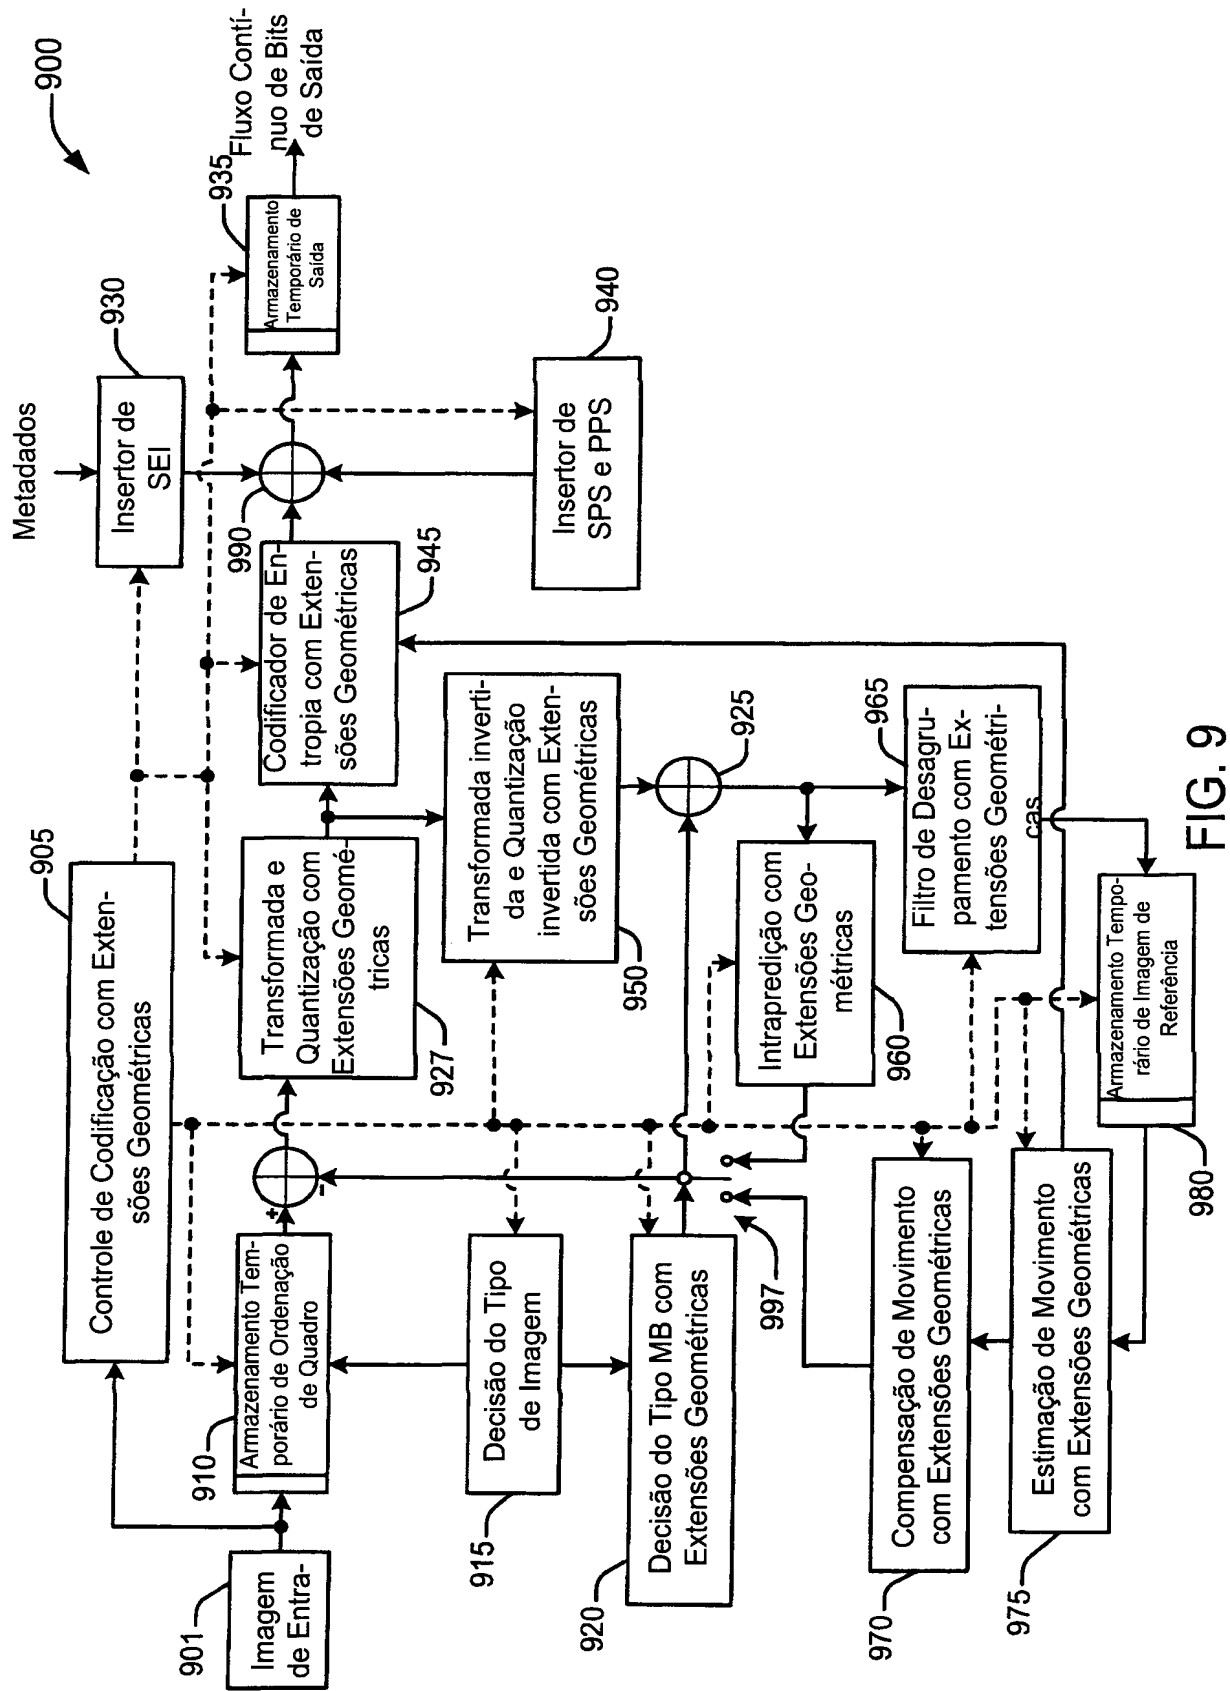 900
Metadados
930
Insertor de
SEI
935
Armazenamento
Temporário de
Saída
Fluxo Contí-
nuo de Bits
de Saída
990
940
Insertor de
SPS e PPS
905
Controle de Codificação com Exten-
sões Geométricas
927
Transformada e
Quantização com
Extensões Geomé-
tricas
945
Codificador de En-
tropia com Exten-
sões Geométricas
950
Transformada inverti-
da e Quantização
invertida com Exten-
sões Geométricas
925
901
Imagem
de Entra-
910
Armazenamento Tem-
porário de Ordenação
de Quadro
+
-
915
Decisão do Tipo
de Imagem
920
Decisão do Tipo MB com
Extensões Geométricas
997
960
Intrapredição com
Extensões Geo-
métricas
965
Filtro de Desagru-
pamento com Ex-
tensões Geométri-
cas
970
Compensação de Movimento
com Extensões Geométricas
975
Estimação de Movimento
com Extensões Geométricas
980
Armazenamento Tempo-
rário de Imagem de
Referência
FIG. 9